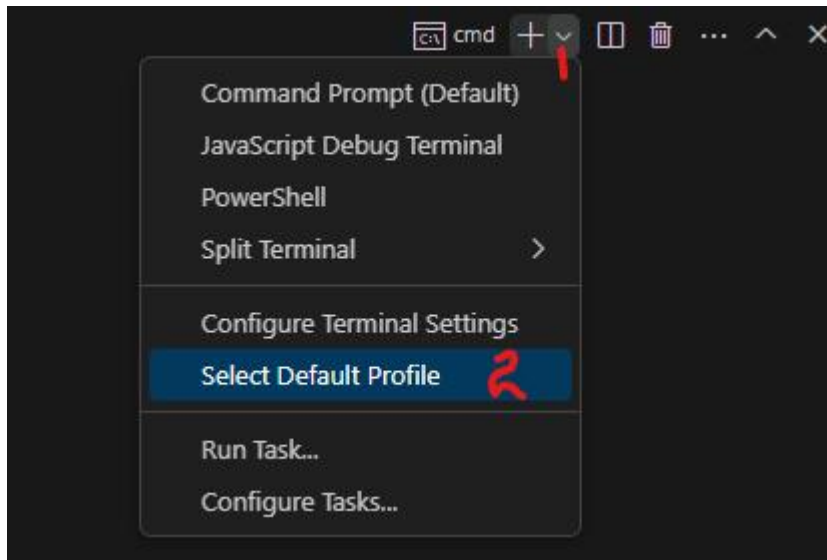 C:\ cmd
1
Command Prompt (Default)
JavaScript Debug Terminal
PowerShell
Split Terminal
Configure Terminal Settings
Select Default Profile 2
Run Task...
Configure Tasks...